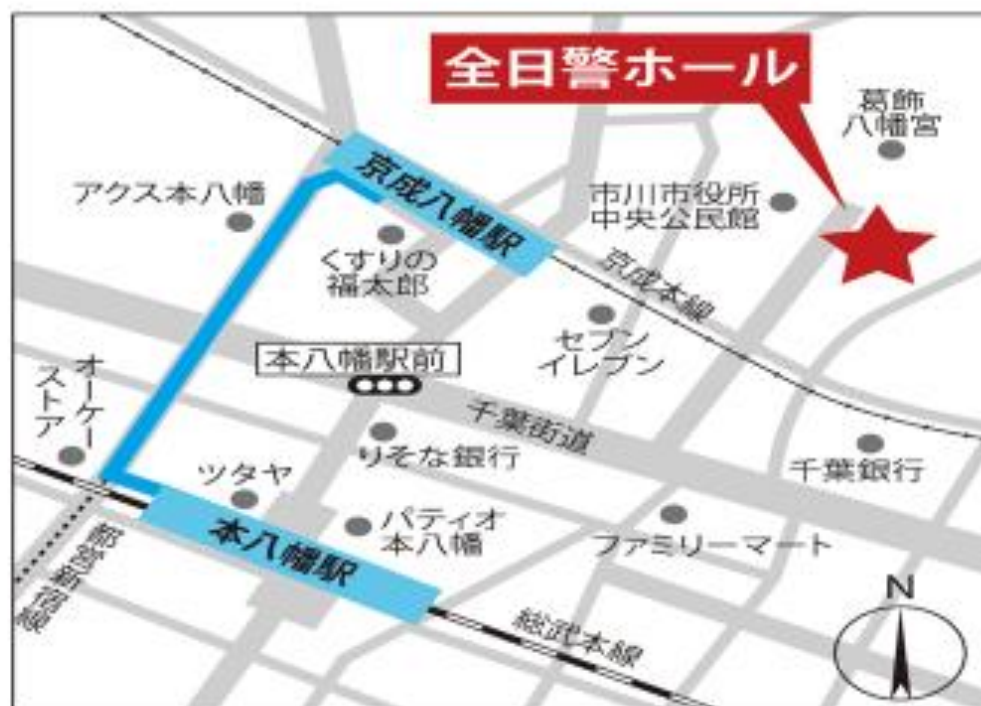 全日警ホール
葛飾
八幡宮
京成八幡駅
アクス本八幡
市川市役所
中央公民館
くすりの
福太郎
京成本線
セブン
イレブン
本八幡駅前
オーケー
ストア
千葉街道
りそな銀行
千葉銀行
ツタヤ
パティオ
本八幡
ファミリーマート
本八幡駅
都営新宿線
総武本線
N